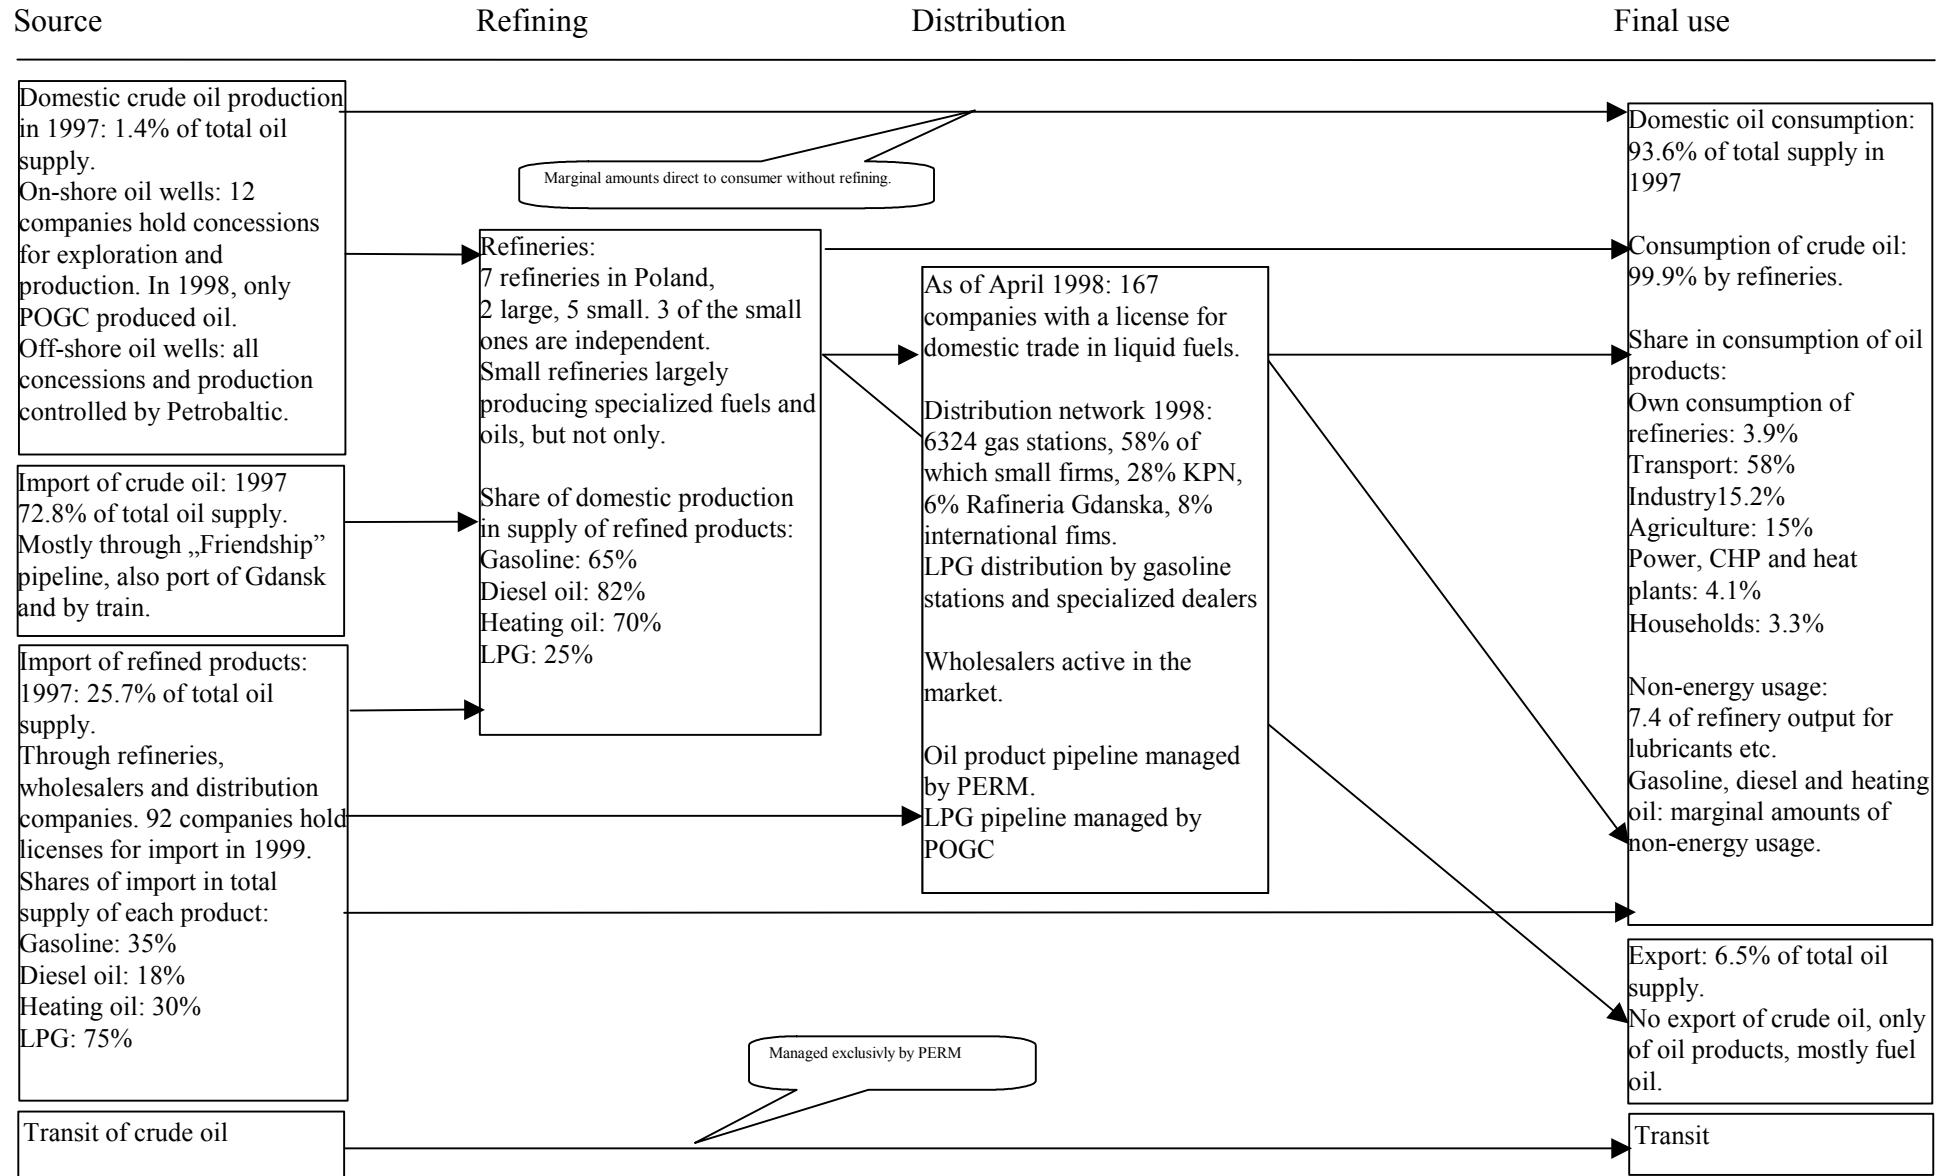 Source
Refining
Distribution
Final use
Domestic crude oil production
in 1997: 1.4% of total oil
supply.
On-shore oil wells: 12
companies hold concessions
for exploration and
production. In 1998, only
POGC produced oil.
Off-shore oil wells: all
concessions and production
controlled by Petrobaltic.
Import of crude oil: 1997
72.8% of total oil supply.
Mostly through „Friendship”
pipeline, also port of Gdansk
and by train.
Import of refined products:
1997: 25.7% of total oil
supply.
Through refineries,
wholesalers and distribution
companies. 92 companies hold
licenses for import in 1999.
Shares of import in total
supply of each product:
Gasoline: 35%
Diesel oil: 18%
Heating oil: 30%
LPG: 75%
Transit of crude oil
Marginal amounts direct to consumer without refining.
Refineries:
7 refineries in Poland,
2 large, 5 small. 3 of the small
ones are independent.
Small refineries largely
producing specialized fuels and
oils, but not only.
Share of domestic production
in supply of refined products:
Gasoline: 65%
Diesel oil: 82%
Heating oil: 70%
LPG: 25%
Managed exclusivly by PERM
As of April 1998: 167
companies with a license for
domestic trade in liquid fuels.
Distribution network 1998:
6324 gas stations, 58% of
which small firms, 28% KPN,
6% Rafineria Gdanska, 8%
international fims.
LPG distribution by gasoline
stations and specialized dealers
Wholesalers active in the
market.
Oil product pipeline managed
by PERM.
LPG pipeline managed by
POGC
Domestic oil consumption:
93.6% of total supply in
1997
Consumption of crude oil:
99.9% by refineries.
Share in consumption of oil
products:
Own consumption of
refineries: 3.9%
Transport: 58%
Industry15.2%
Agriculture: 15%
Power, CHP and heat
plants: 4.1%
Households: 3.3%
Non-energy usage:
7.4 of refinery output for
lubricants etc.
Gasoline, diesel and heating
oil: marginal amounts of
non-energy usage.
Export: 6.5% of total oil
supply.
No export of crude oil, only
of oil products, mostly fuel
oil.
Transit